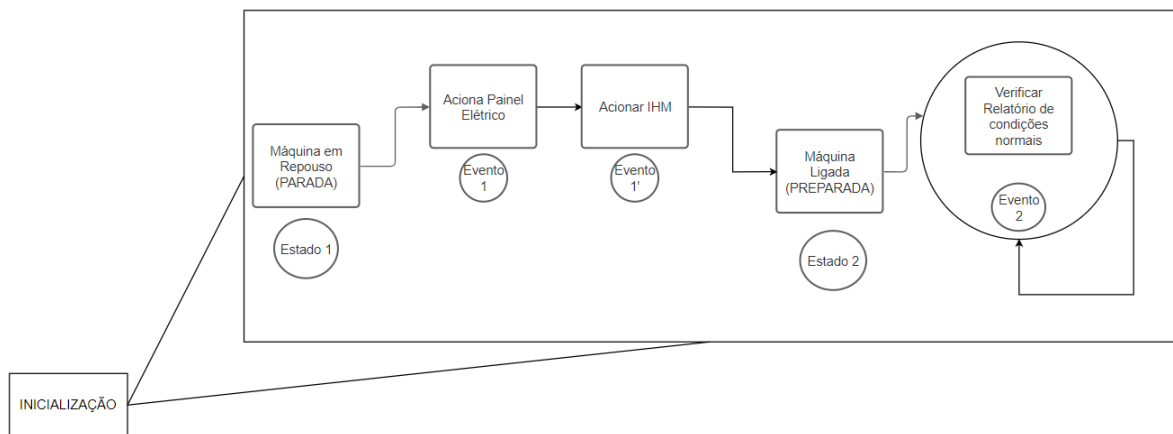 Máquina em
Repouso
(PARADA)
Estado 1
Aciona Painel
Elétrico
Evento
1
Acionar IHM
Evento
1'
Máquina
Ligada
(PREPARADA)
Estado 2
Verificar
Relatório de
condições
normais
Evento
2
INICIALIZAÇÃO